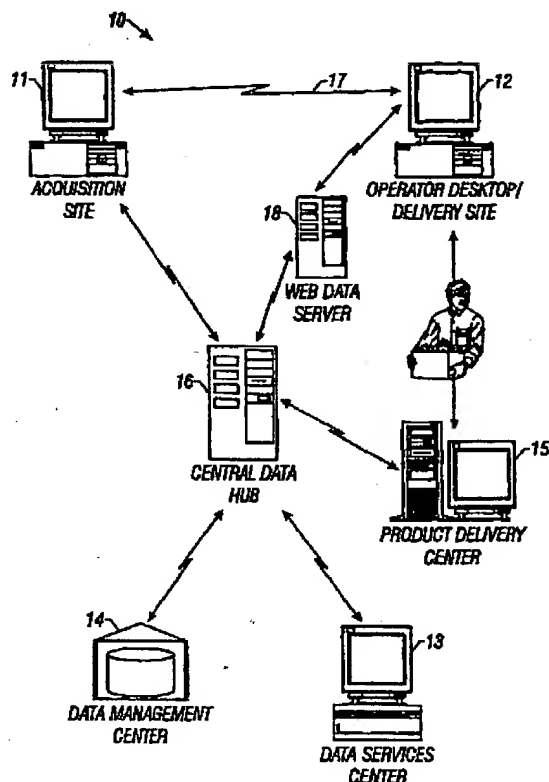 10
11
17
12
ACQUISITION
SITE
OPERATOR DESKTOP/
DELIVERY SITE
18
WEB DATA
SERVER
16
CENTRAL DATA
HUB
15
PRODUCT DELIVERY
CENTER
14
DATA MANAGEMENT
CENTER
13
DATA SERVICES
CENTER